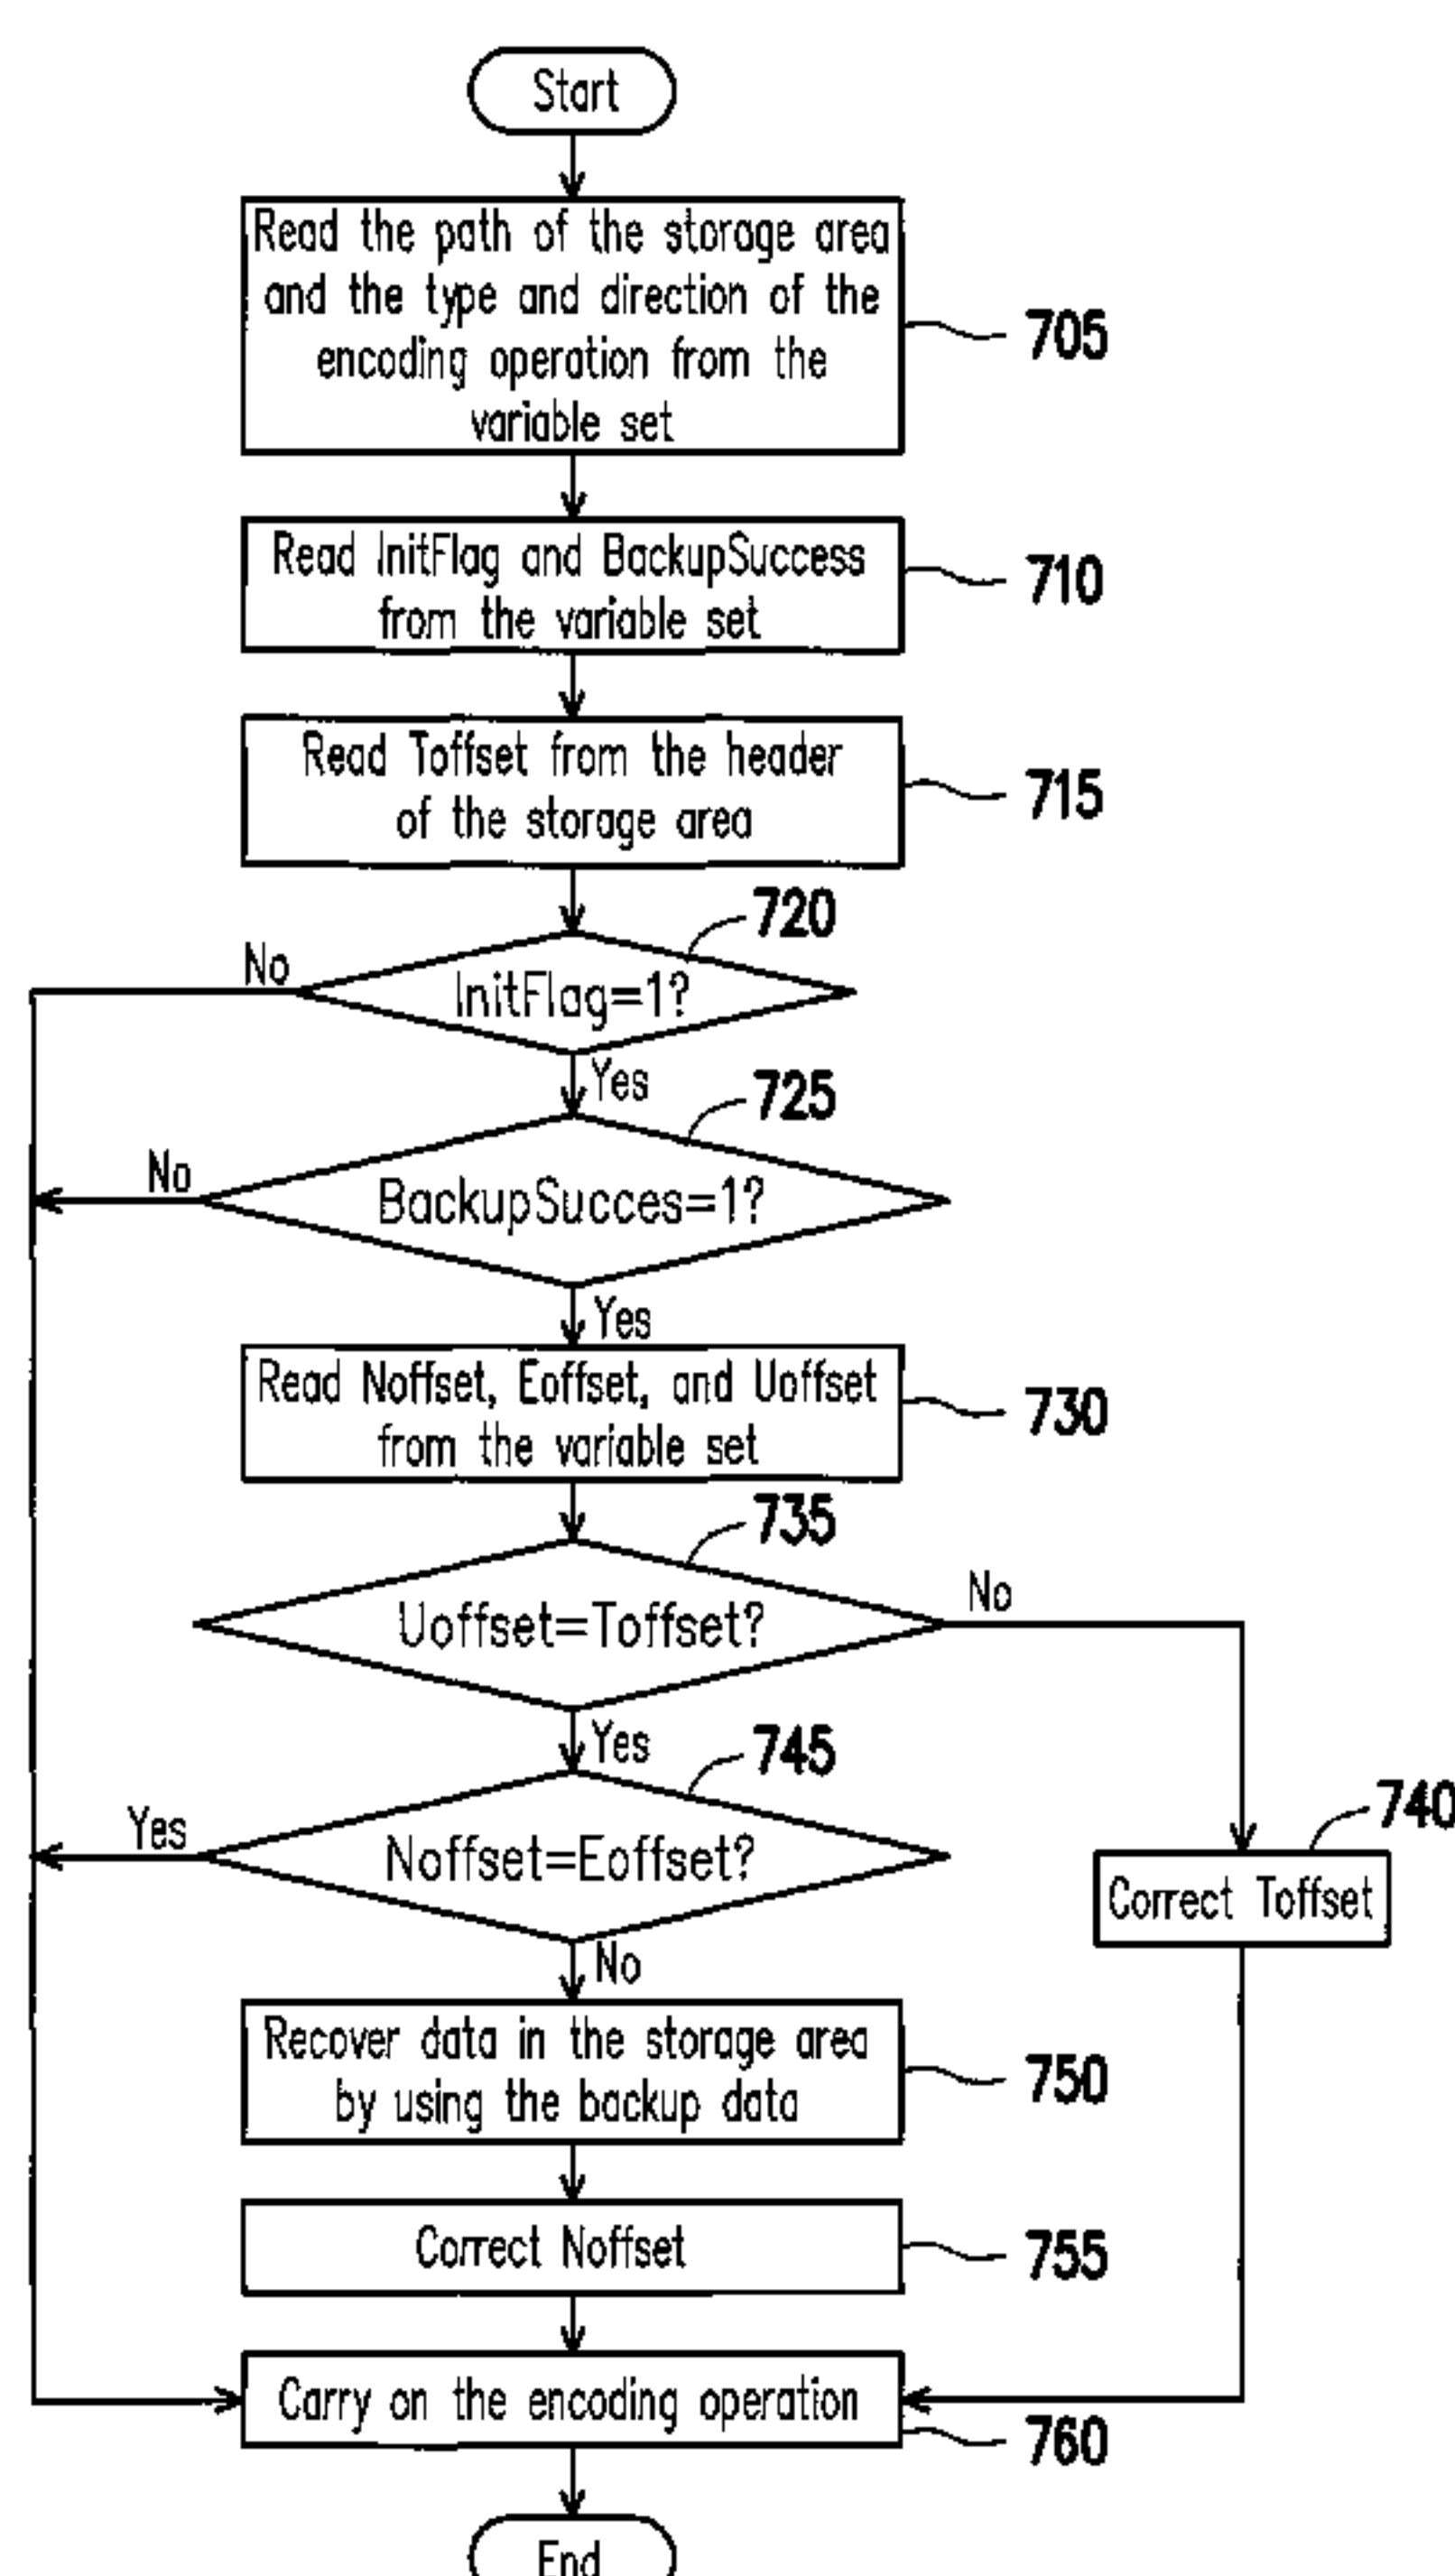 Start
Read the path of the storage area
and the type and direction of the
encoding operation from the
variable set
705
Read InitFlag and BackupSuccess
from the variable set
710
Read Toffset from the header
of the storage area
715
720
No
InitFlag=1?
Yes
725
No
BackupSucces=1?
Yes
Read Noffset, Eoffset, and Uoffset
from the variable set
730
735
No
Uoffset=Toffset?
Yes
745
740
Yes
Noffset=Eoffset?
Correct Toffset
No
Recover data in the storage area
by using the backup data
750
Correct Noffset
755
Carry on the encoding operation
760
End